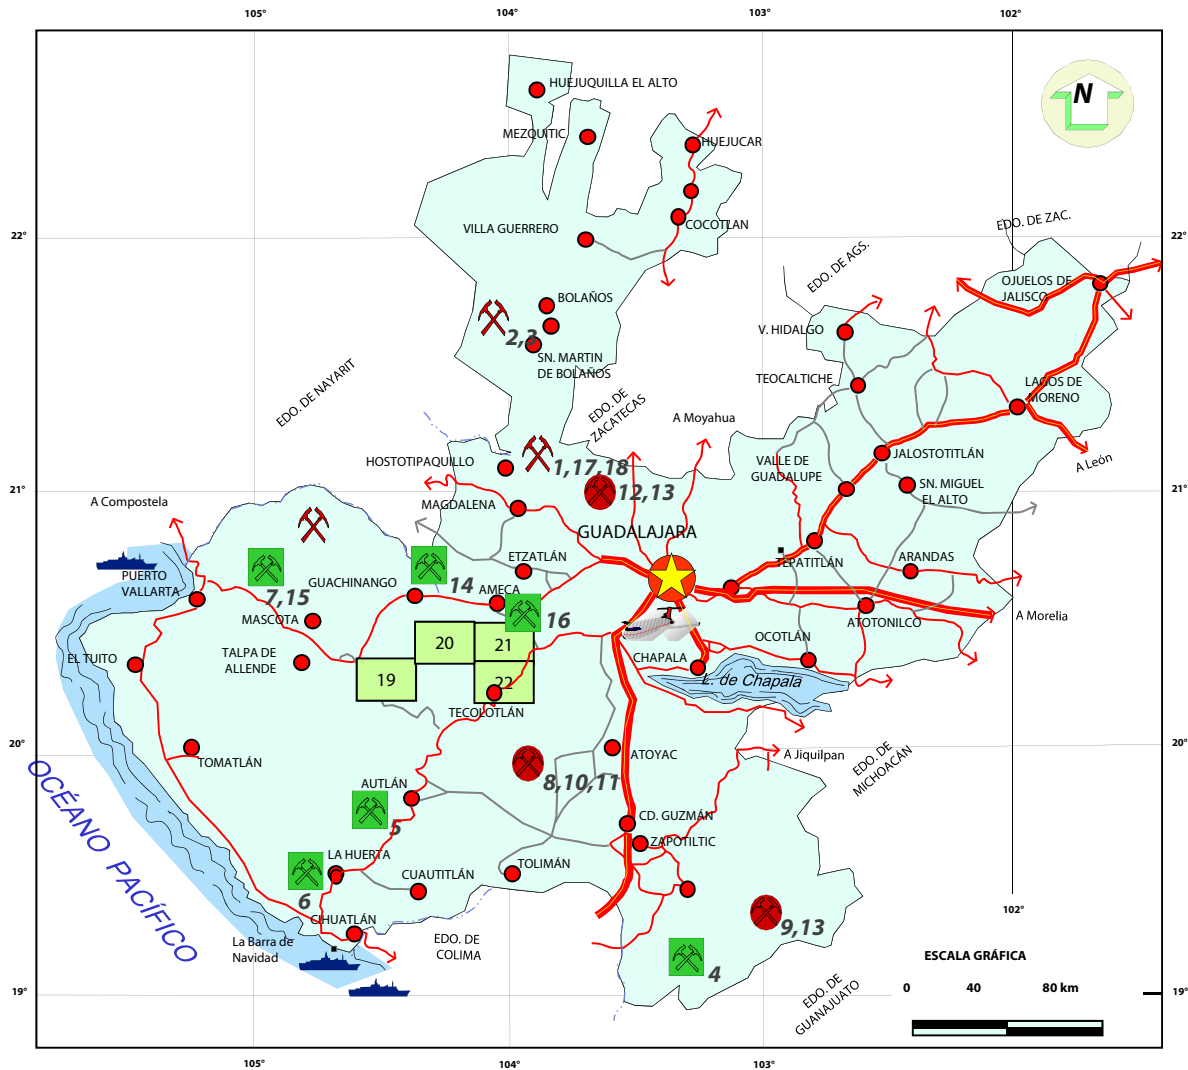 105°
104°
103°
102°
HUEJUQUILLA EL ALTO
N
MEZQUITIC
HUEJUCAR
VILLA GUERRERO
COCOTLAN
EDO. DE ZAC.
22°
22°
EDO. DE AGS.
OJUELOS DE
JALISCO
BOLAÑOS
2,3
V. HIDALGO
SN. MARTIN
DE BOLAÑOS
EDO. DE NAYARIT
TEOCALTICHE
LAGOS DE
MORENO
EDO. DE
ZACATECAS
A Moyahua
HOSTOTIPAQUILLO
1,17,18
VALLE DE
GUADALUPE
JALOSTOTITLÁN
A León
12,13
SN. MIGUEL
EL ALTO
21°
21°
A Compostela
MAGDALENA
GUADALAJARA
ETZATLÁN
TEPATITLÁN
ARANDAS
PUERTO
VALLARTA
7,15
GUACHINANGO
14
AMECA
16
MASCOTA
ATOTONILCO
A Morelia
20
21
OCOTLÁN
EL TUITO
TALPA DE
ALLENDE
CHAPALA
19
22
L. de Chapala
TECOLOTLÁN
20°
20°
TOMATLÁN
ATOYAC
A Jiquilpan
EDO. DE
MICHOACÁN
8,10,11
AUTLÁN
5
CD. GUZMÁN
ZAPOTILTIC
OCÉANO PACÍFICO
LA HUERTA
TOLIMÁN
CUAUTITLÁN
6
CIHUATLÁN
9,13
102°
La Barra de
Navidad
EDO. DE
COLIMA
4
ESCALA GRÁFICA
EDO. DE
GUANAJUATO
0 40 80 km
19°
19°
105°
104°
103°